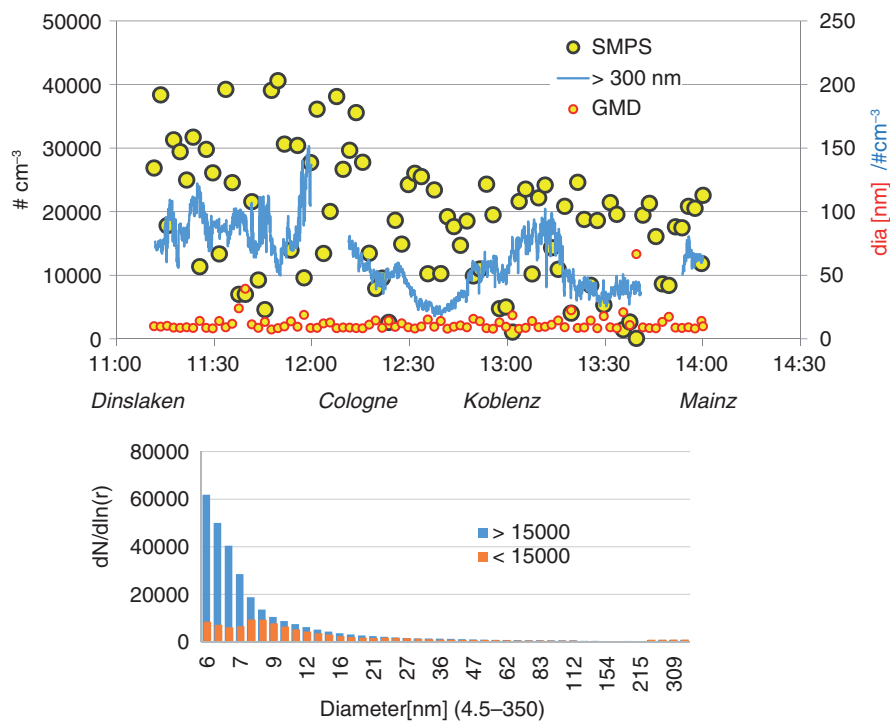 50000
40000
30000
20000
10000
0
# cm⁻³
250
200
150
100
50
0
dia [nm] /#cm⁻³
SMPS
> 300 nm
GMD
11:00 11:30 12:00 12:30 13:00 13:30 14:00 14:30
Dinslaken Cologne Koblenz Mainz
80000
60000
40000
20000
0
dN/dln(r)
> 15000
< 15000
6 7 9 12 16 21 27 36 47 62 83 112 154 215 309
Diameter[nm] (4.5–350)